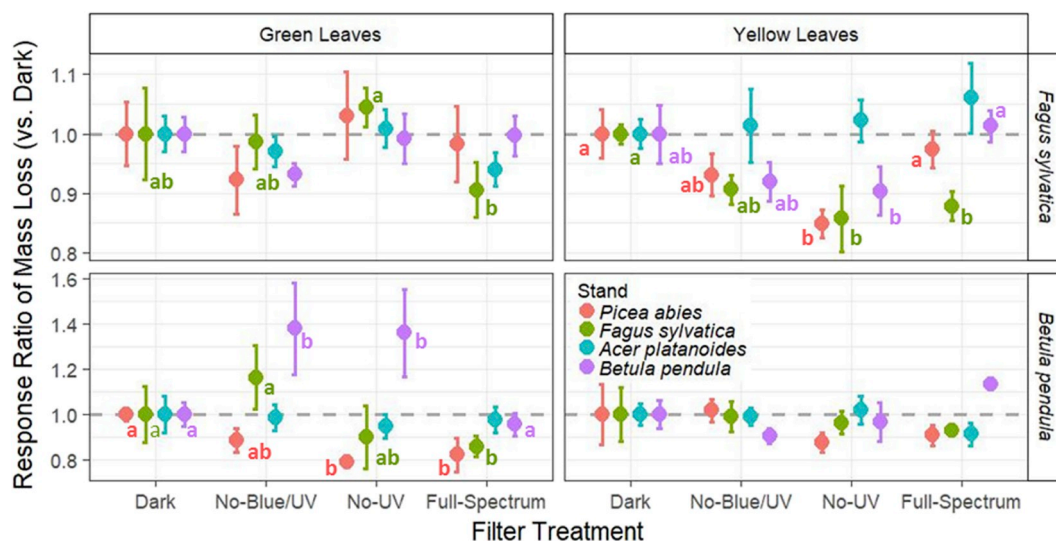 Green Leaves
Yellow Leaves
Response Ratio of Mass Loss (vs. Dark)
1.1
1.0
0.9
0.8
ab
ab
a
b
a
ab
ab
ab
ab
b
b
b
a
a
b
Fagus sylvatica
1.6
1.4
1.2
1.0
0.8
a
a
a
ab
a
b
b
ab
b
b
b
a
Stand
Picea abies
Fagus sylvatica
Acer platanoides
Betula pendula
Betula pendula
Dark
No-Blue/UV
No-UV
Full-Spectrum
Dark
No-Blue/UV
No-UV
Full-Spectrum
Filter Treatment